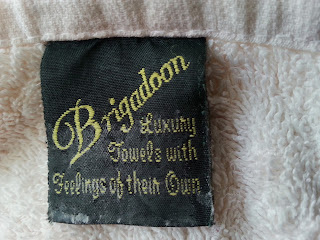 Brigadoon
Luxury
Towels with
Feelings of their Own